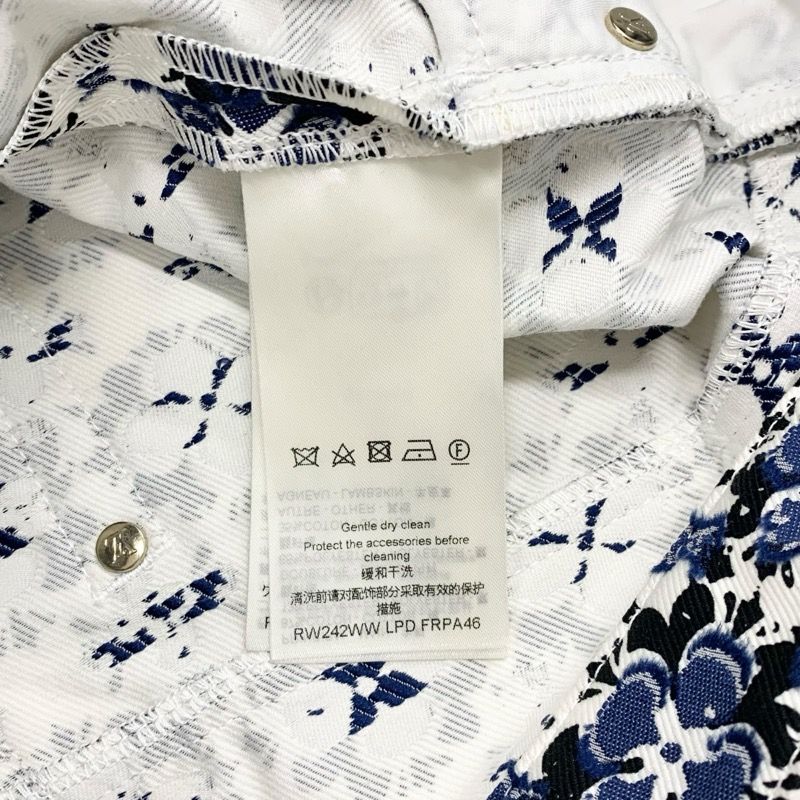 F
Gentle dry clean
Protect the accessories before
cleaning
缓和干洗
清洗前请对配饰部分采取有效的保护
措施
RW242WW LPD FRPA46